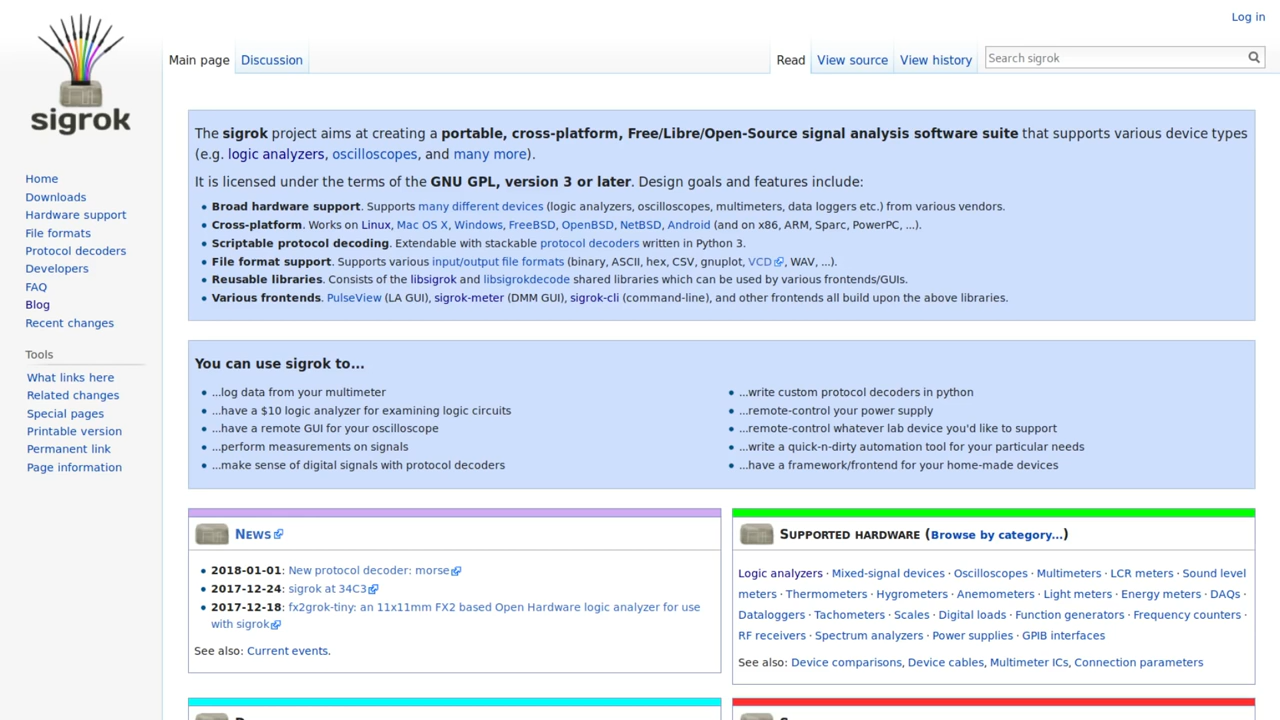 Log in
sigrok
Main page
Discussion
Read
View source
View history
Search sigrok
Home
Downloads
Hardware support
File formats
Protocol decoders
Developers
FAQ
Blog
Recent changes
Tools
What links here
Related changes
Special pages
Printable version
Permanent link
Page information
The sigrok project aims at creating a portable, cross-platform, Free/Libre/Open-Source signal analysis software suite that supports various device types
(e.g. logic analyzers, oscilloscopes, and many more).
It is licensed under the terms of the GNU GPL, version 3 or later. Design goals and features include:
• Broad hardware support. Supports many different devices (logic analyzers, oscilloscopes, multimeters, data loggers etc.) from various vendors.
• Cross-platform. Works on Linux, Mac OS X, Windows, FreeBSD, OpenBSD, NetBSD, Android (and on x86, ARM, Sparc, PowerPC, ...).
• Scriptable protocol decoding. Extendable with stackable protocol decoders written in Python 3.
• File format support. Supports various input/output file formats (binary, ASCII, hex, CSV, gnuplot, VCD, WAV, ...).
• Reusable libraries. Consists of the libsigrok and libsigrokdecode shared libraries which can be used by various frontends/GUIs.
• Various frontends. PulseView (LA GUI), sigrok-meter (DMM GUI), sigrok-cli (command-line), and other frontends all build upon the above libraries.
You can use sigrok to...
• ...log data from your multimeter
• ...have a $10 logic analyzer for examining logic circuits
• ...have a remote GUI for your oscilloscope
• ...perform measurements on signals
• ...make sense of digital signals with protocol decoders
• ...write custom protocol decoders in python
• ...remote-control your power supply
• ...remote-control whatever lab device you'd like to support
• ...write a quick-n-dirty automation tool for your particular needs
• ...have a framework/frontend for your home-made devices
News
• 2018-01-01: New protocol decoder: morse
• 2017-12-24: sigrok at 34C3
• 2017-12-18: fx2grok-tiny: an 11x11mm FX2 based Open Hardware logic analyzer for use
with sigrok
See also: Current events.
Supported hardware (Browse by category...)
Logic analyzers · Mixed-signal devices · Oscilloscopes · Multimeters · LCR meters · Sound level
meters · Thermometers · Hygrometers · Anemometers · Light meters · Energy meters · DAQs ·
Dataloggers · Tachometers · Scales · Digital loads · Function generators · Frequency counters ·
RF receivers · Spectrum analyzers · Power supplies · GPIB interfaces
See also: Device comparisons, Device cables, Multimeter ICs, Connection parameters